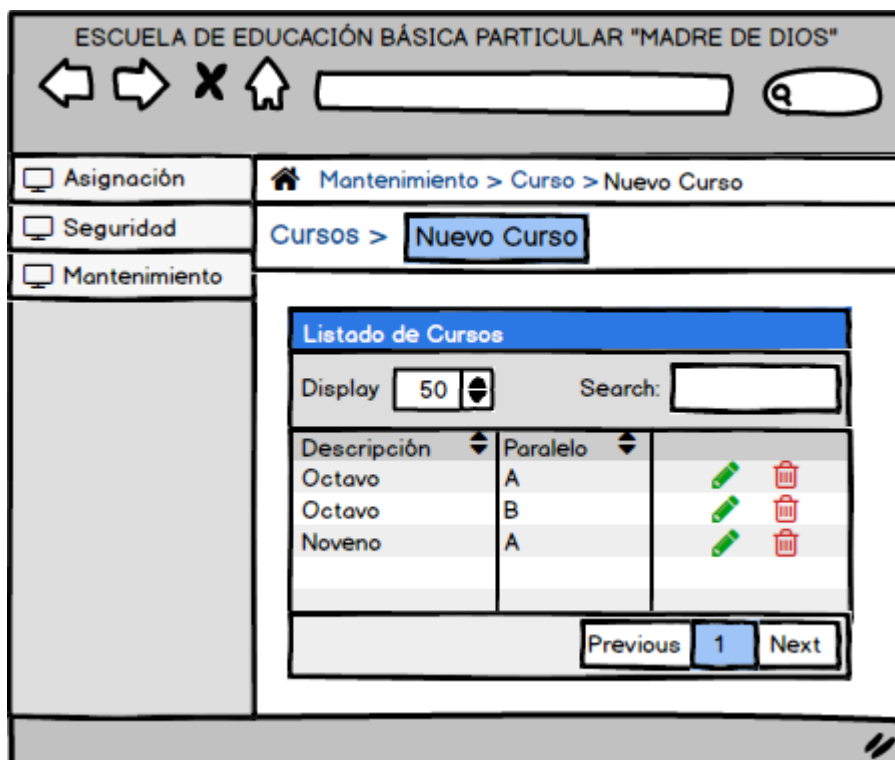 ESCUELA DE EDUCACIÓN BÁSICA PARTICULAR "MADRE DE DIOS"
Asignación
Seguridad
Mantenimiento
Mantenimiento > Curso > Nuevo Curso
Cursos > Nuevo Curso
Listado de Cursos
Display 50 Search:
Descripción Paralelo
Octavo A
Octavo B
Noveno A
Previous 1 Next